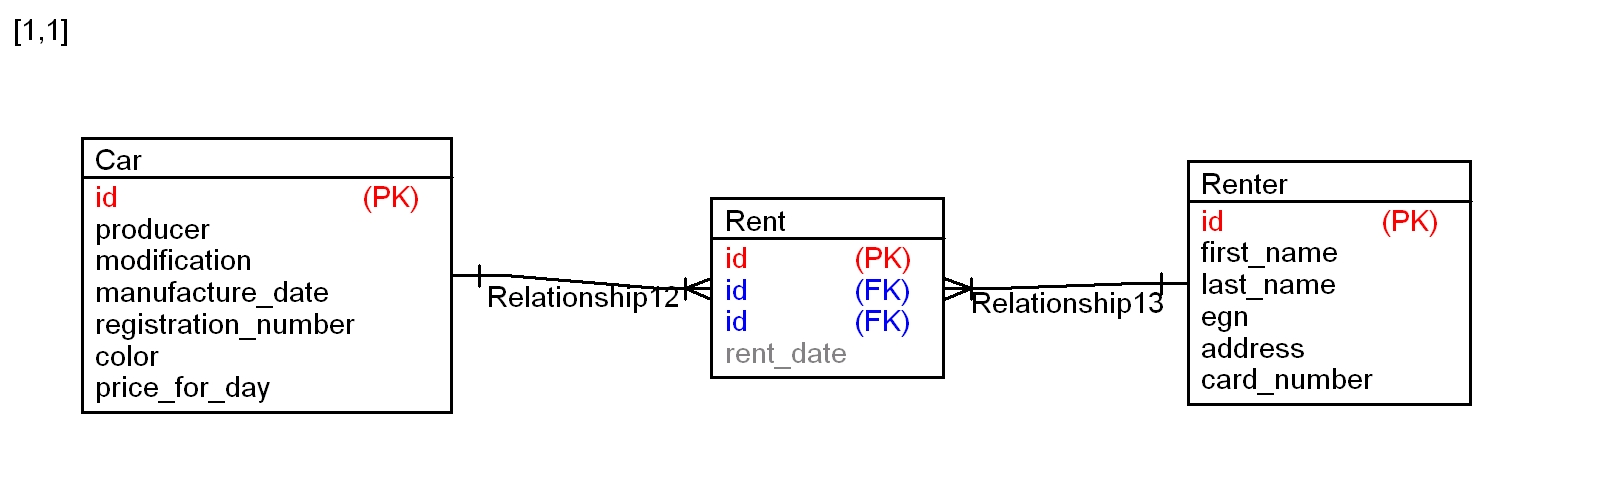 [1,1]
Car
id (PK)
producer
modification
manufacture_date
registration_number
color
price_for_day
Relationship12
Rent
id (PK)
id (FK)
id (FK)
rent_date
Relationship13
Renter
id (PK)
first_name
last_name
egn
address
card_number